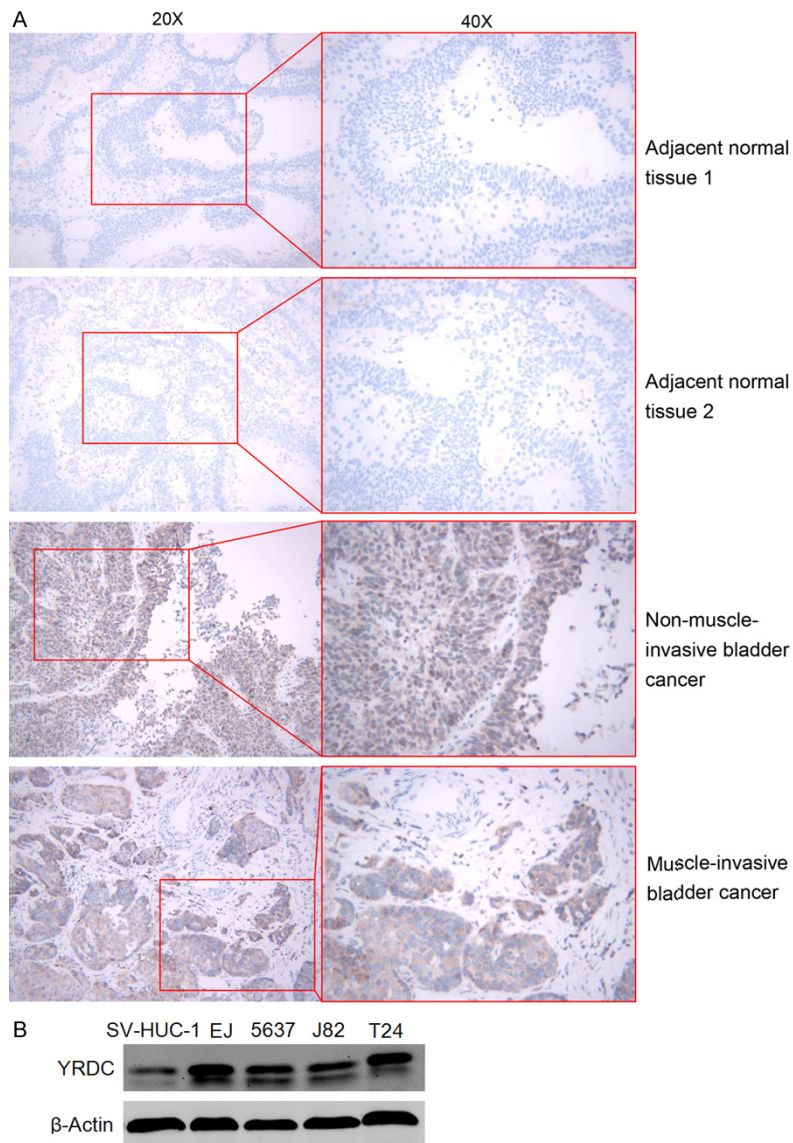 A
20X 40X
Adjacent normal
tissue 1
Adjacent normal
tissue 2
Non-muscle-
invasive bladder
cancer
Muscle-invasive
bladder cancer
B
SV-HUC-1 EJ 5637 J82 T24
YRDC
β-Actin